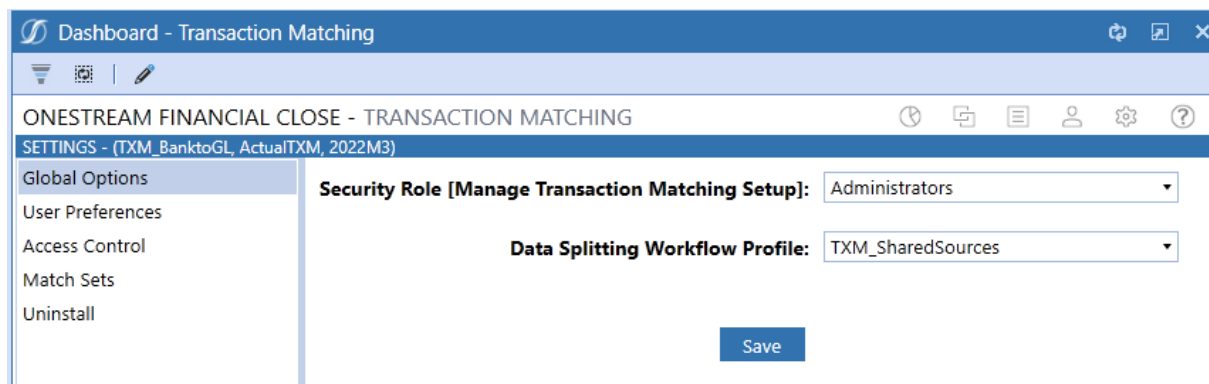 Dashboard - Transaction Matching
ONESTREAM FINANCIAL CLOSE - TRANSACTION MATCHING
SETTINGS - (TXM_BanktoGL, ActualTXM, 2022M3)
Global Options
User Preferences
Access Control
Match Sets
Uninstall
Security Role [Manage Transaction Matching Setup]: Administrators
Data Splitting Workflow Profile: TXM_SharedSources
Save